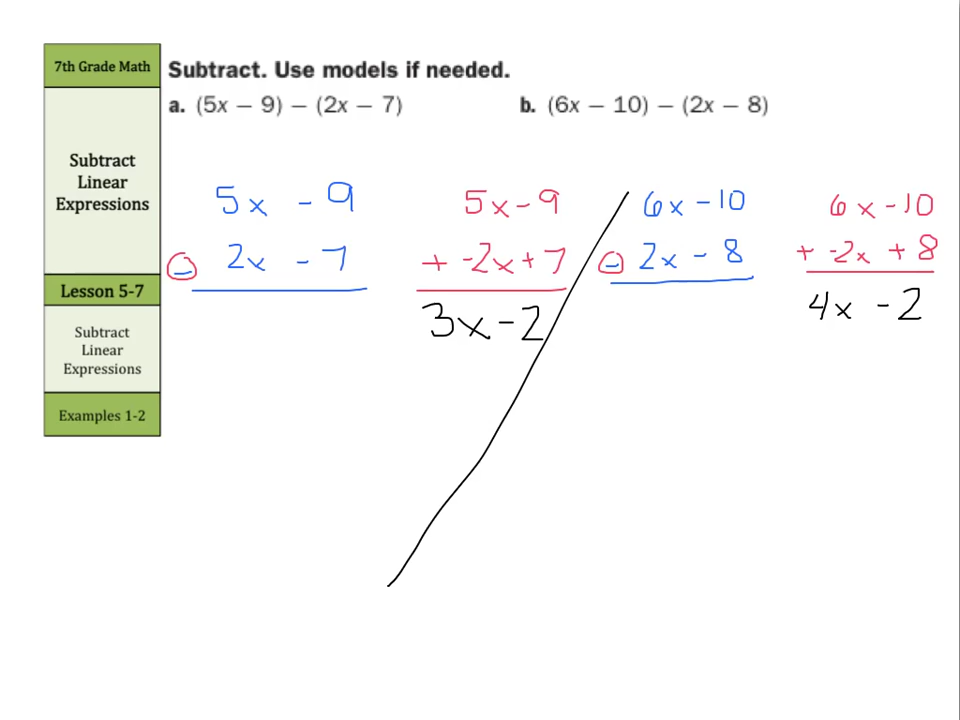 7th Grade Math
Subtract
Linear
Expressions
Lesson 5-7
Subtract
Linear
Expressions
Examples 1-2
Subtract. Use models if needed.
a. (5x − 9) − (2x − 7)
b. (6x − 10) − (2x − 8)
5x - 9
- 2x - 7
5x - 9
+ -2x + 7
3x - 2
6x - 10
- 2x - 8
6x - 10
+ -2x + 8
4x - 2